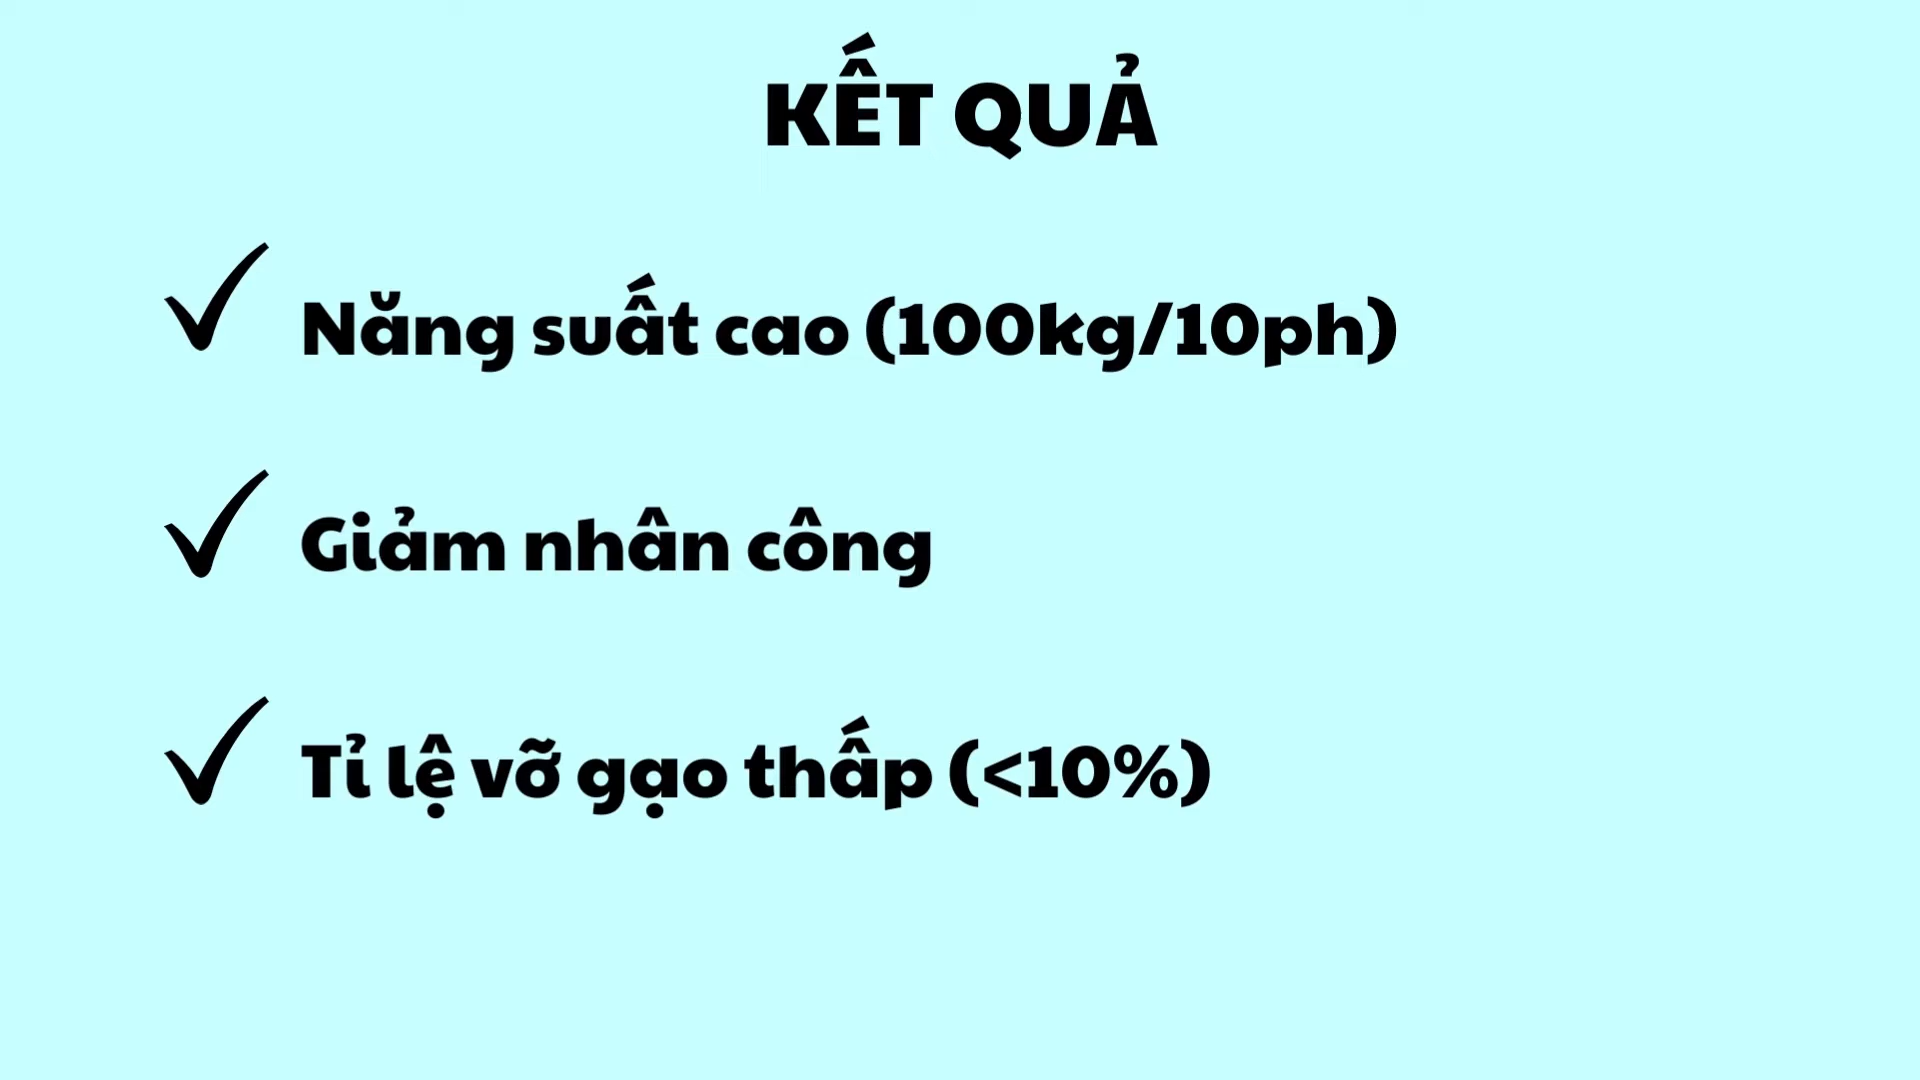 KẾT QUẢ
✓ Năng suất cao (100kg/10ph)
✓ Giảm nhân công
✓ Tỉ lệ vỡ gạo thấp (<10%)